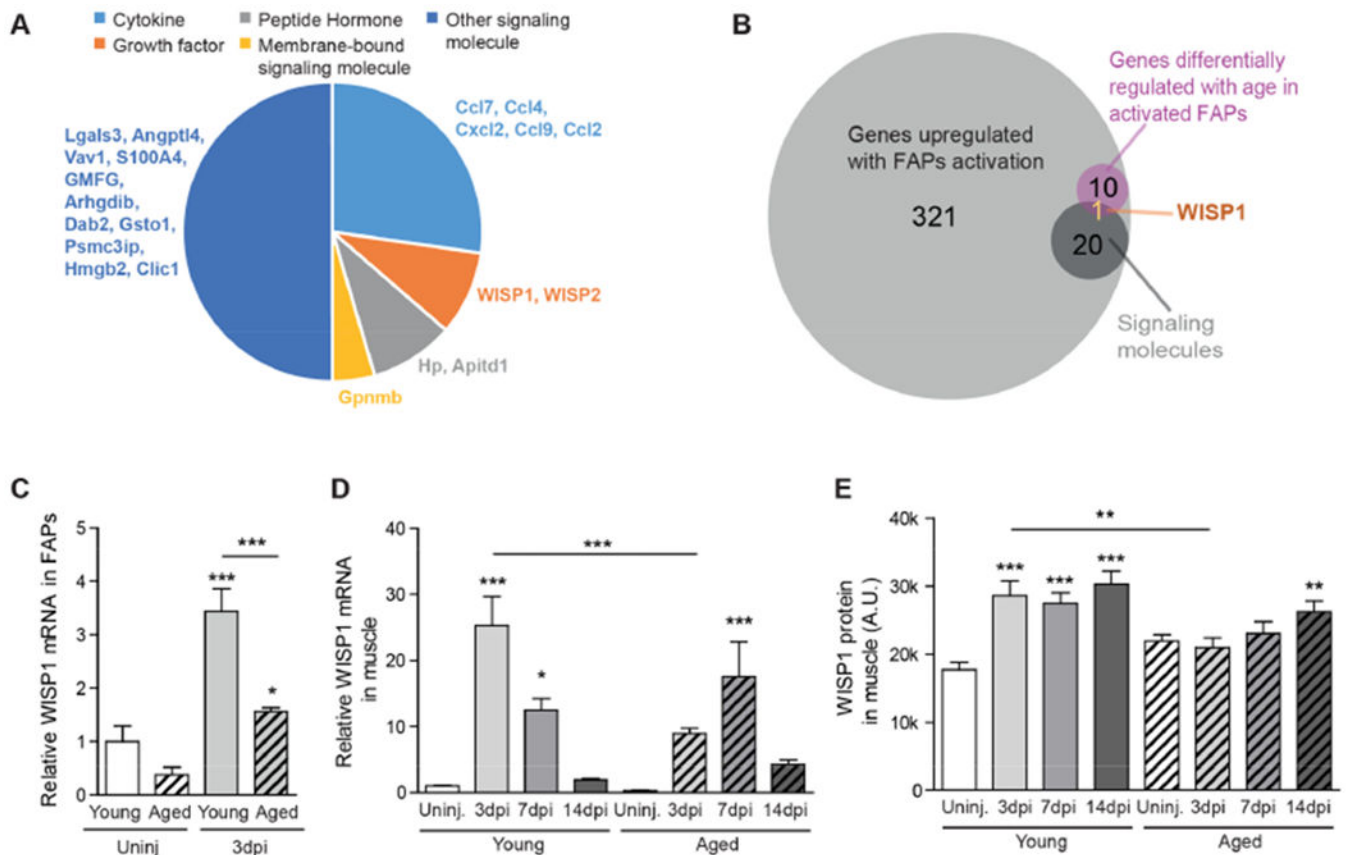 A
Cytokine
Peptide Hormone
Other signaling
molecule
Growth factor
Membrane-bound
signaling molecule
Lgals3, Angptl4,
Vav1, S100A4,
GMFG,
Arhgdib,
Dab2, Gsto1,
Psmc3ip,
Hmgb2, Clic1
Ccl7, Ccl4,
Cxcl2, Ccl9, Ccl2
WISP1, WISP2
Hp, Apitd1
Gpnmb
B
Genes differentially
regulated with age in
activated FAPs
Genes upregulated
with FAPs activation
321
10
1
WISP1
20
Signaling
molecules
C
Relative WISP1 mRNA in FAPs
5
4
3
2
1
0
***
***
*
Young Aged Young Aged
Uninj 3dpi
D
Relative WISP1 mRNA
in muscle
40
30
20
10
0
***
***
*
***
Uninj. 3dpi 7dpi 14dpi Uninj. 3dpi 7dpi 14dpi
Young Aged
E
WISP1 protein
in muscle (A.U.)
40k
30k
20k
10k
0
**
***
***
***
**
Uninj. 3dpi 7dpi 14dpi Uninj. 3dpi 7dpi 14dpi
Young Aged